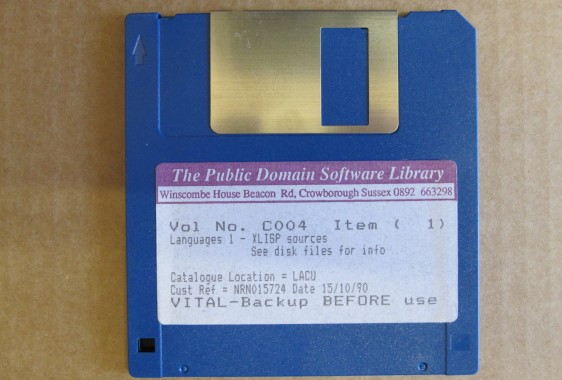 The Public Domain Software Library
Winscombe House Beacon Rd, Crowborough Sussex 0892 663298
Vol No. C004 Item ( 1)
Languages 1 - XLISP sources
See disk files for info
Catalogue Location = LACU
Cust Ref = NRN015724 Date 15/10/90
VITAL-Backup BEFORE use